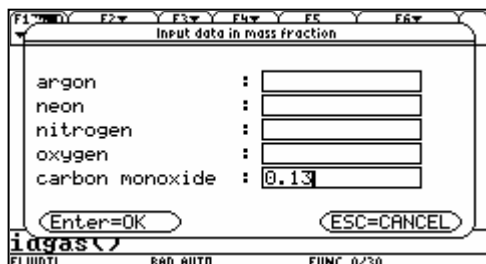 F1 F2 F3 F4 F5 F6
Input data in mass fraction
argon :
neon :
nitrogen :
oxygen :
carbon monoxide : 0.13
Enter=OK ESC=CANCEL
idgas()
FLUIDTL RAD AUTO FUNC 0/30